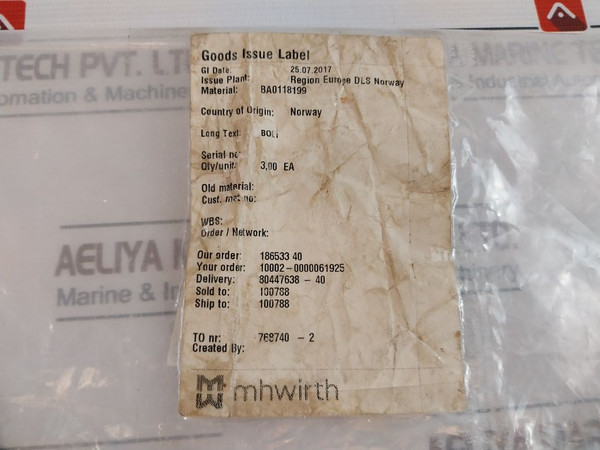 Goods Issue Label
GI Date: 25.07.2017
Issue Plant: Region Europe DLS Norway
Material: BA0118199
Country of Origin: Norway
Long Text: BOLT
Serial no:
Qty/unit: 3,00 EA
Old material:
Cust. mat no:
WBS:
Order / Network:
Our order: 186533 40
Your order: 10002-0000061925
Delivery: 80447638 - 40
Sold to: 100788
Ship to: 100788
TO nr: 768740 - 2
Created By:
mhwirth
TECH PVT. LT
omation & Machine
AELIYA
Marine &
MARINE TE